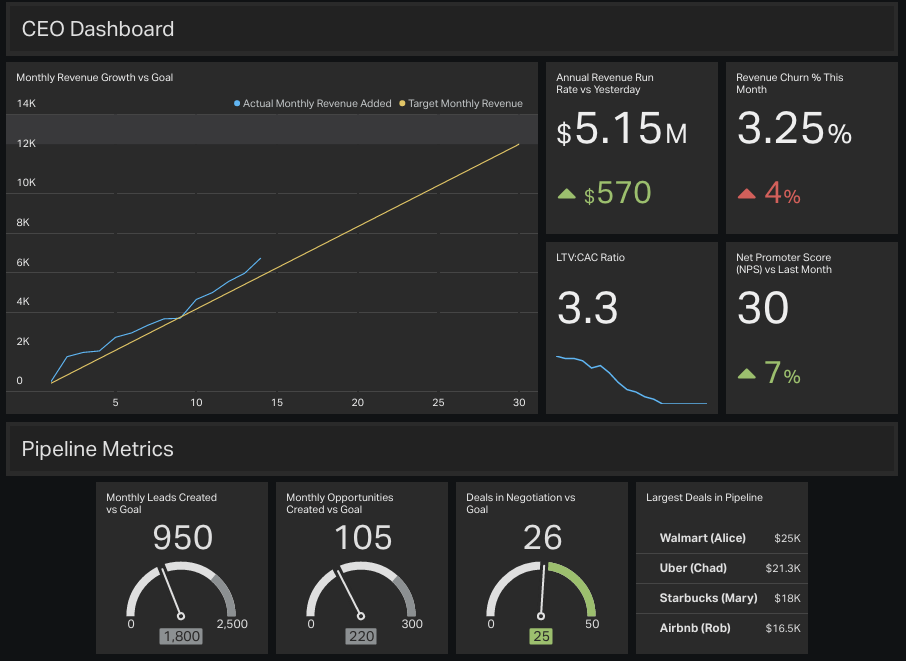 CEO Dashboard
Monthly Revenue Growth vs Goal
Actual Monthly Revenue Added
Target Monthly Revenue
14K
12K
10K
8K
6K
4K
2K
0
5
10
15
20
25
30
Annual Revenue Run
Rate vs Yesterday
$5.15M
$570
Revenue Churn % This
Month
3.25%
4%
LTV:CAC Ratio
3.3
Net Promoter Score
(NPS) vs Last Month
30
7%
Pipeline Metrics
Monthly Leads Created
vs Goal
950
0
2,500
1,800
Monthly Opportunities
Created vs Goal
105
0
300
220
Deals in Negotiation vs
Goal
26
0
50
25
Largest Deals in Pipeline
Walmart (Alice) $25K
Uber (Chad) $21.3K
Starbucks (Mary) $18K
Airbnb (Rob) $16.5K